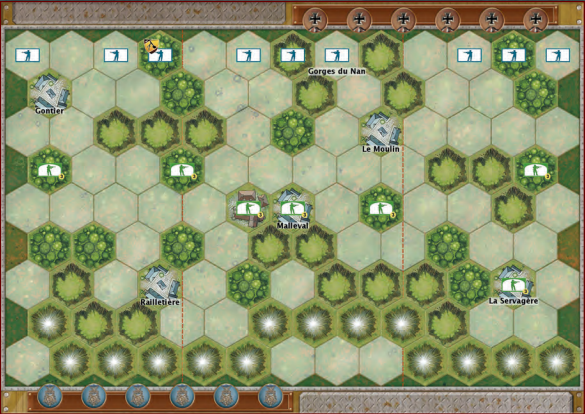 Gorges du Nan
Gontier
Le Moulin
Malleval
Railletière
La Servagère